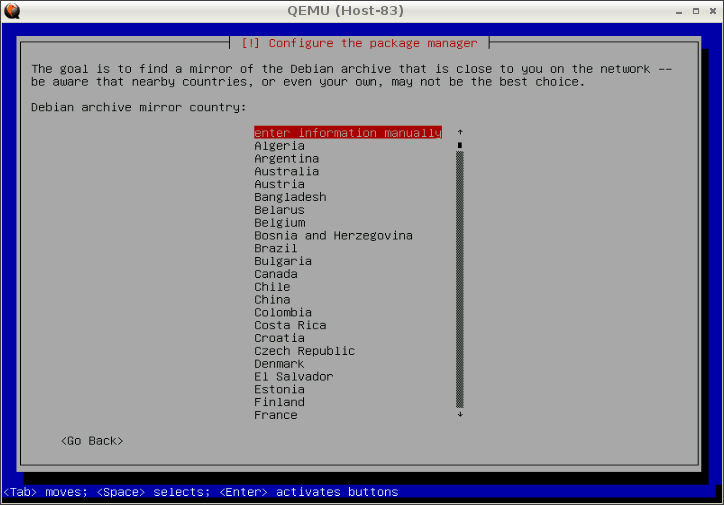 QEMU (Host-83)
[!] Configure the package manager
The goal is to find a mirror of the Debian archive that is close to you on the network --
be aware that nearby countries, or even your own, may not be the best choice.
Debian archive mirror country:
enter information manually
Algeria
Argentina
Australia
Austria
Bangladesh
Belarus
Belgium
Bosnia and Herzegovina
Brazil
Bulgaria
Canada
Chile
China
Colombia
Costa Rica
Croatia
Czech Republic
Denmark
El Salvador
Estonia
Finland
France
<Go Back>
<Tab> moves; <Space> selects; <Enter> activates buttons